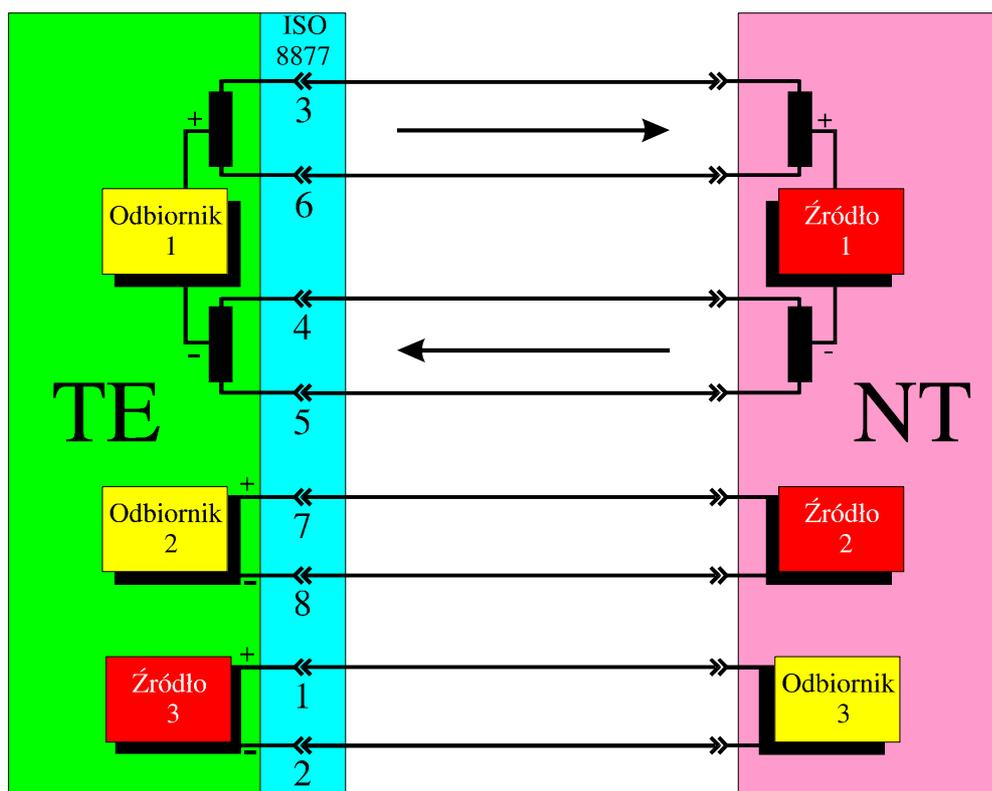 ISO
8877
3
+
+
6
Odbiornik
1
Źródło
1
4
-
-
5
TE
NT
+
Odbiornik
2
7
Źródło
2
-
8
+
Źródło
3
1
Odbiornik
3
-
2